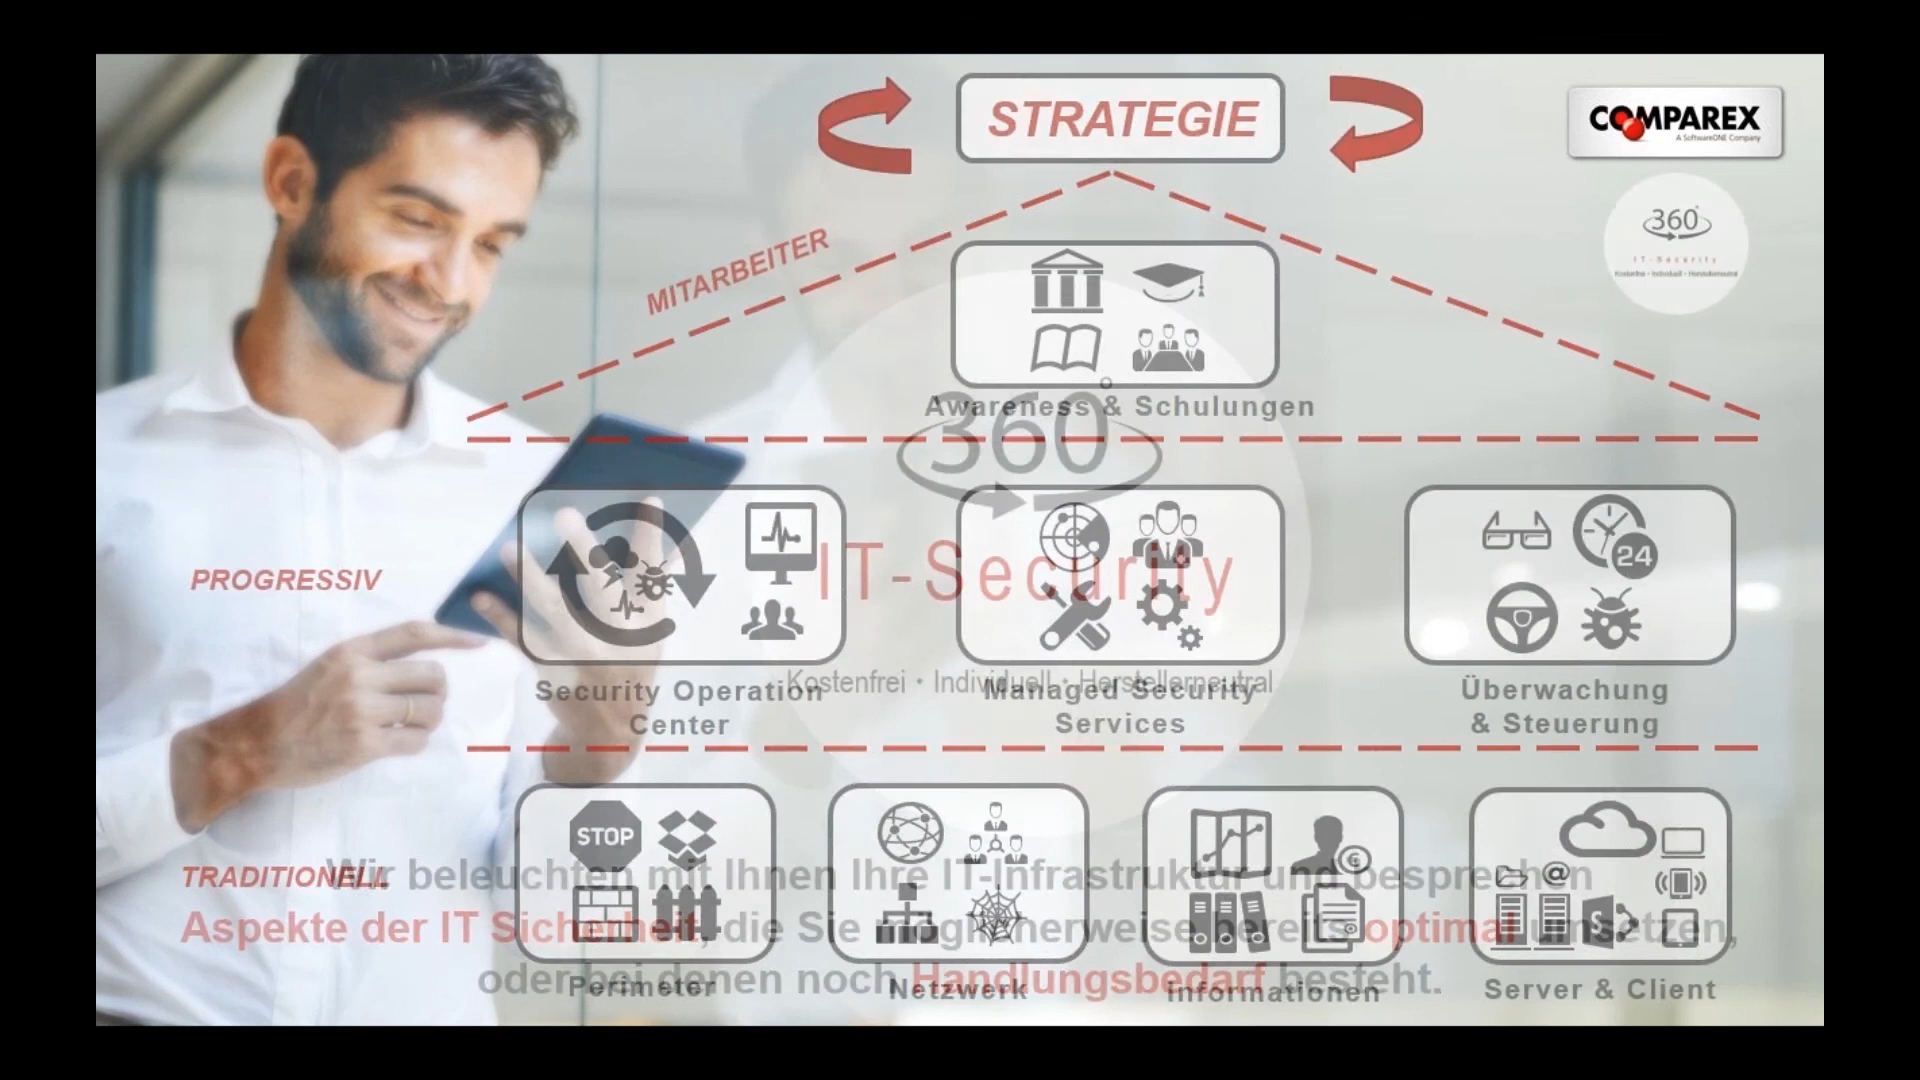 STRATEGIE
COMPAREX
A SoftwareONE Company
360°
IT-Security
Kostenfrei • Individuell • Herstellerneutral
MITARBEITER
Awareness & Schulungen
360°
IT-Security
Kostenfrei • Individuell • Herstellerneutral
PROGRESSIV
24
Security Operation
Center
Managed Security
Services
Überwachung
& Steuerung
TRADITIONELL
STOP
@
S
Perimeter
Netzwerk
Informationen
Server & Client
Wir beleuchten mit Ihnen Ihre IT-Infrastruktur und besprechen
Aspekte der IT Sicherheit, die Sie möglicherweise bereits optimal umsetzen,
oder bei denen noch Handlungsbedarf besteht.